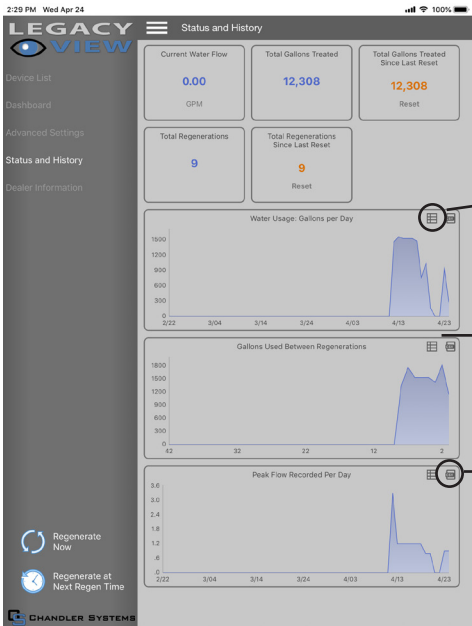 2:29 PM Wed Apr 24
100%
LEGACY
VIEW
Status and History
Device List
Dashboard
Advanced Settings
Status and History
Dealer Information
Current Water Flow
0.00
GPM
Total Gallons Treated
12,308
Total Gallons Treated
Since Last Reset
12,308
Reset
Total Regenerations
9
Total Regenerations
Since Last Reset
9
Reset
Water Usage: Gallons per Day
1500
1200
900
600
300
0
2/22 3/04 3/14 3/24 4/03 4/13 4/23
Gallons Used Between Regenerations
1800
1500
1200
900
600
300
0
42 32 22 12 2
Peak Flow Recorded Per Day
3.6
3.0
2.4
1.8
1.2
.6
.0
2/22 3/04 3/14 3/24 4/03 4/13 4/23
Regenerate
Now
Regenerate at
Next Regen Time
CHANDLER SYSTEMS